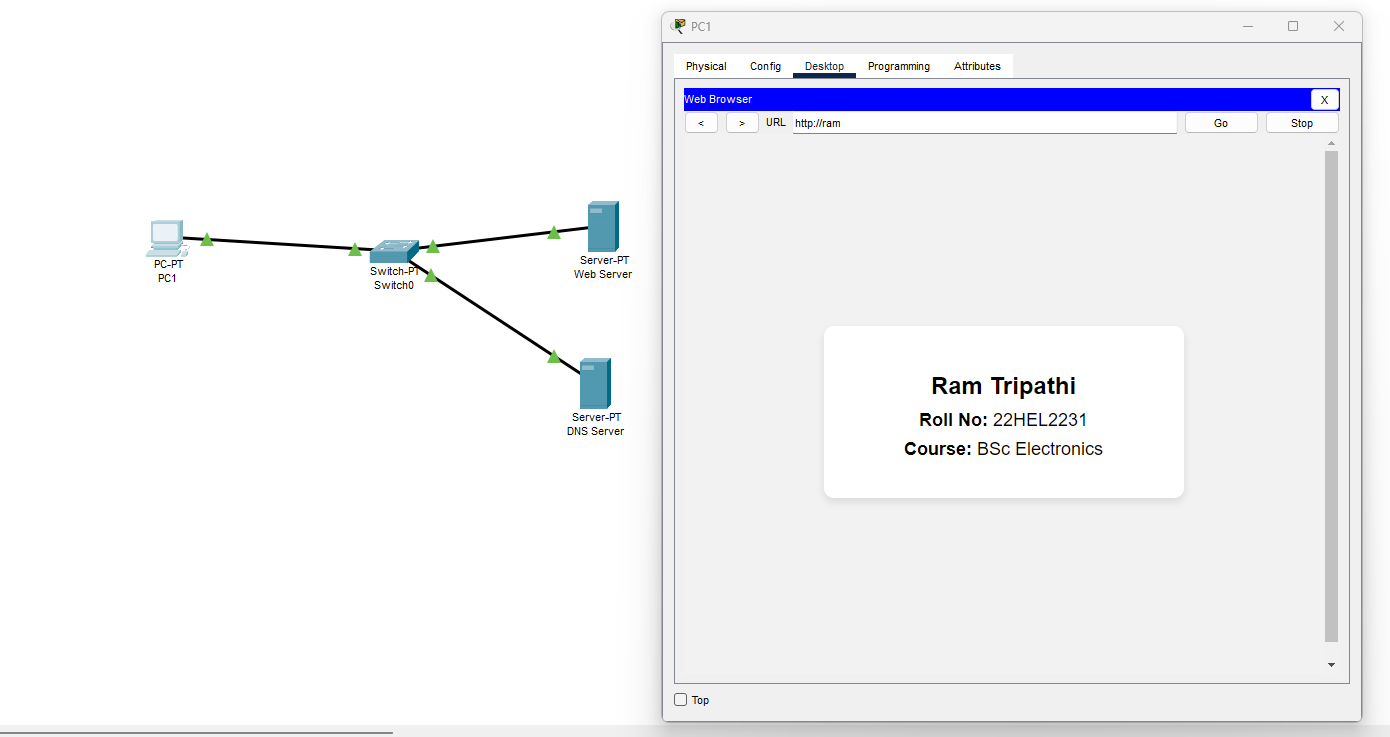 PC1
Physical Config Desktop Programming Attributes
Web Browser X
< > URL http://ram Go Stop
Ram Tripathi
Roll No: 22HEL2231
Course: BSc Electronics
Top
PC-PT
PC1
Switch-PT
Switch0
Server-PT
Web Server
Server-PT
DNS Server